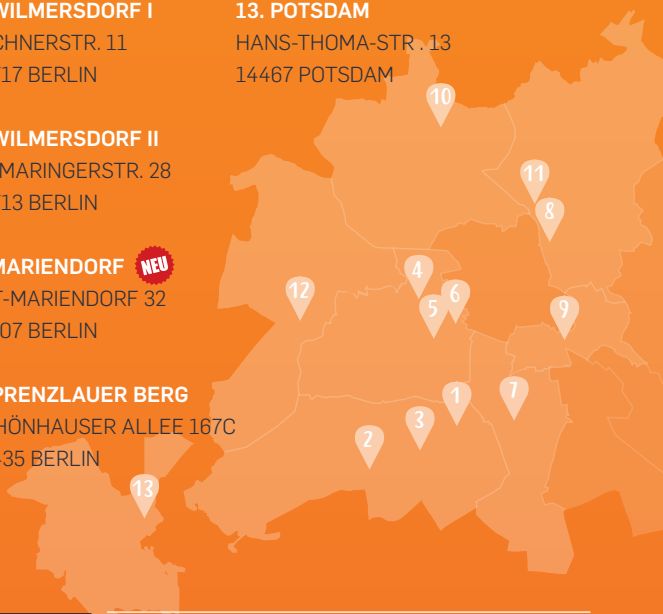 WILMERSDORF I
CHNERSTR. 11
717 BERLIN
WILMERSDORF II
MARINGERSTR. 28
713 BERLIN
MARIENDORF NEU
T-MARIENDORF 32
107 BERLIN
PRENZLAUER BERG
HÖNHAUSER ALLEE 167C
435 BERLIN
13. POTSDAM
HANS-THOMA-STR . 13
14467 POTSDAM
10
11
8
4
12
6
5
9
7
1
3
2
13